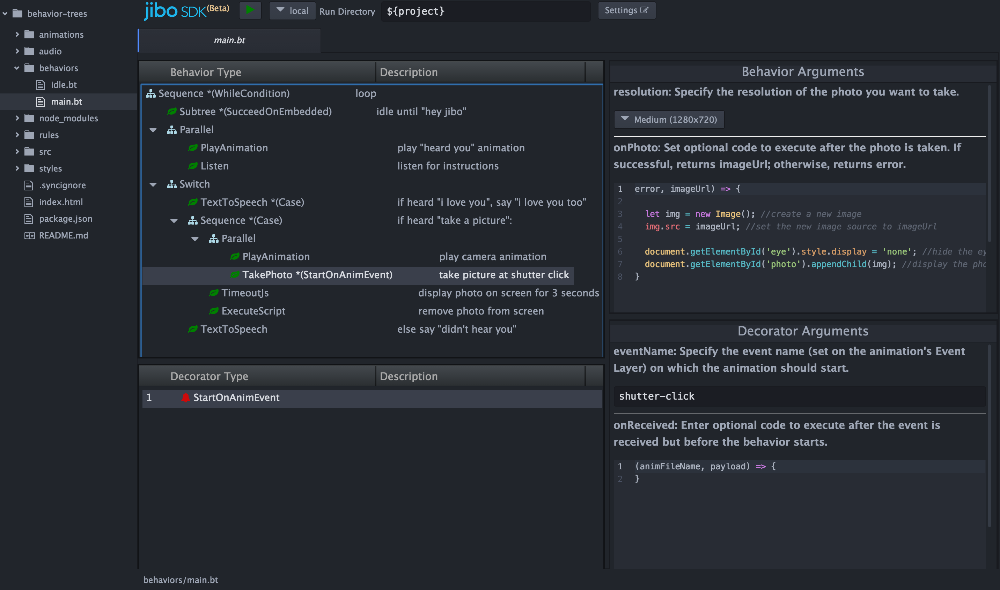 behavior-trees
animations
audio
behaviors
idle.bt
main.bt
node_modules
rules
src
styles
.syncignore
index.html
package.json
README.md
jibo SDK(Beta)
local
Run Directory
${project}
Settings
main.bt
Behavior Type Description
Sequence *(WhileCondition) loop
Subtree *(SucceedOnEmbedded) idle until "hey jibo"
Parallel
PlayAnimation play "heard you" animation
Listen listen for instructions
Switch
TextToSpeech *(Case) if heard "i love you", say "i love you too"
Sequence *(Case) if heard "take a picture":
Parallel
PlayAnimation play camera animation
TakePhoto *(StartOnAnimEvent) take picture at shutter click
TimeoutJs display photo on screen for 3 seconds
ExecuteScript remove photo from screen
TextToSpeech else say "didn't hear you"
Decorator Type Description
1 StartOnAnimEvent
behaviors/main.bt
Behavior Arguments
resolution: Specify the resolution of the photo you want to take.
Medium (1280x720)
onPhoto: Set optional code to execute after the photo is taken. If
successful, returns imageUrl; otherwise, returns error.
1 error, imageUrl) => {
2
3 let img = new Image(); //create a new image
4 img.src = imageUrl; //set the new image source to imageUrl
5
6 document.getElementById('eye').style.display = 'none'; //hide the ey
7 document.getElementById('photo').appendChild(img); //display the pho
8 }
Decorator Arguments
eventName: Specify the event name (set on the animation's Event
Layer) on which the animation should start.
shutter-click
onReceived: Enter optional code to execute after the event is
received but before the behavior starts.
1 (animFileName, payload) => {
2 }